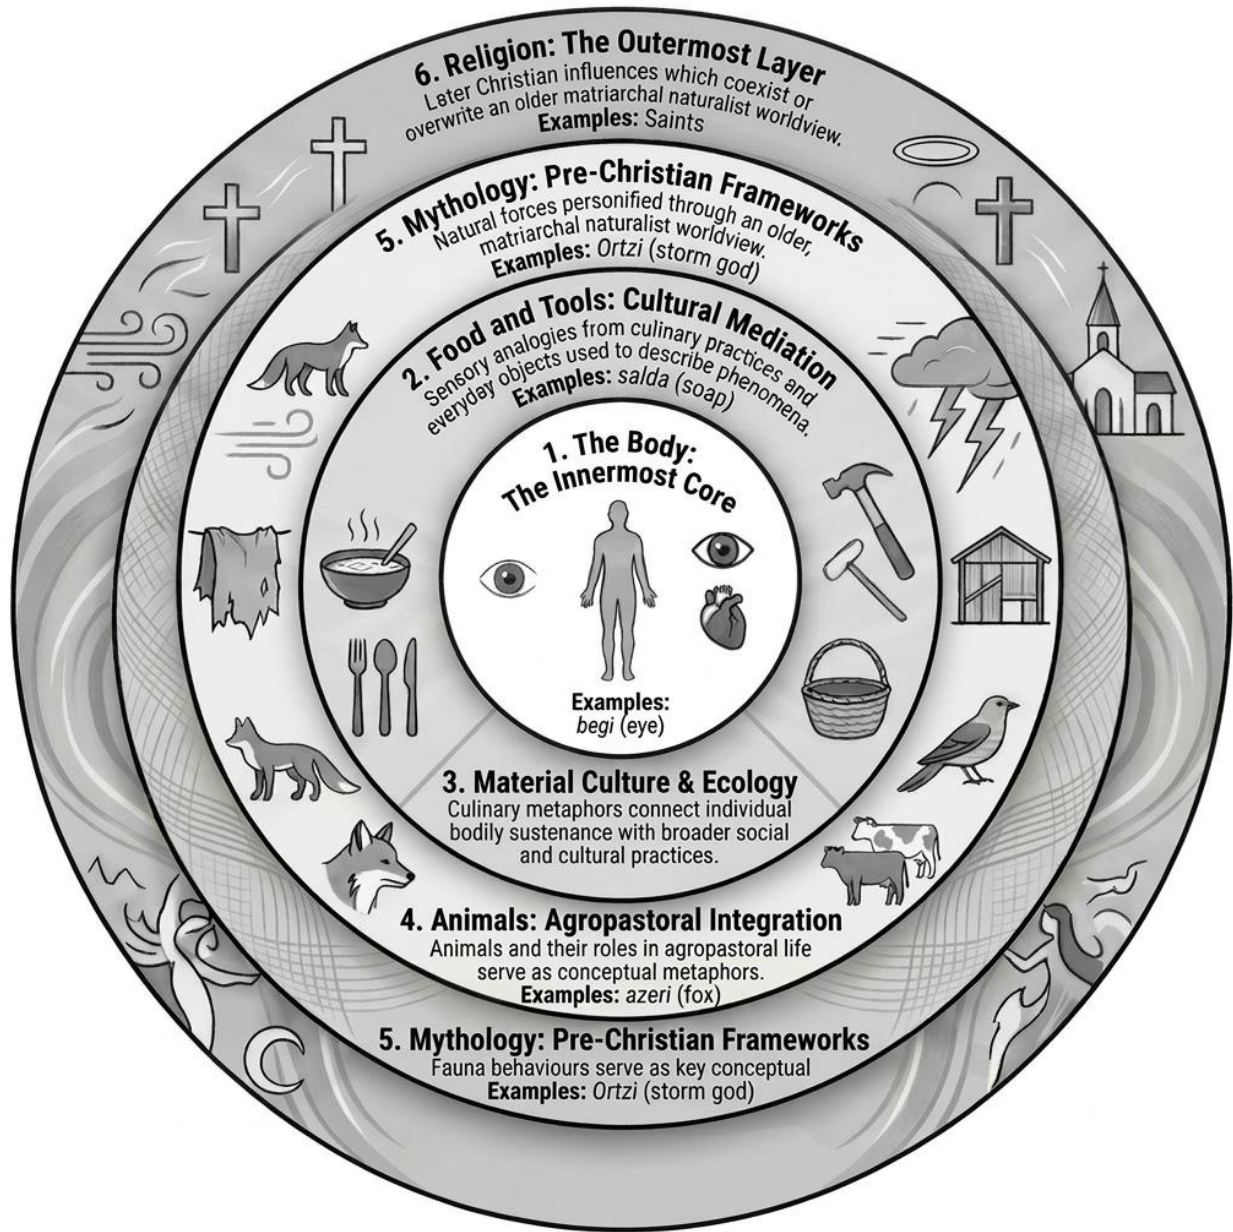 6. Religion: The Outermost Layer
Later Christian influences which coexist or
overwrite an older matriarchal naturalist worldview.
Examples: Saints
5. Mythology: Pre-Christian Frameworks
Natural forces personified through an older,
matriarchal naturalist worldview.
Examples: Ortzi (storm god)
2. Food and Tools: Cultural Mediation
Sensory analogies from culinary practices and
everyday objects used to describe phenomena.
Examples: salda (soap)
1. The Body:
The Innermost Core
Examples:
begi (eye)
3. Material Culture & Ecology
Culinary metaphors connect individual
bodily sustenance with broader social
and cultural practices.
4. Animals: Agropastoral Integration
Animals and their roles in agropastoral life
serve as conceptual metaphors.
Examples: azeri (fox)
5. Mythology: Pre-Christian Frameworks
Fauna behaviours serve as key conceptual
Examples: Ortzi (storm god)